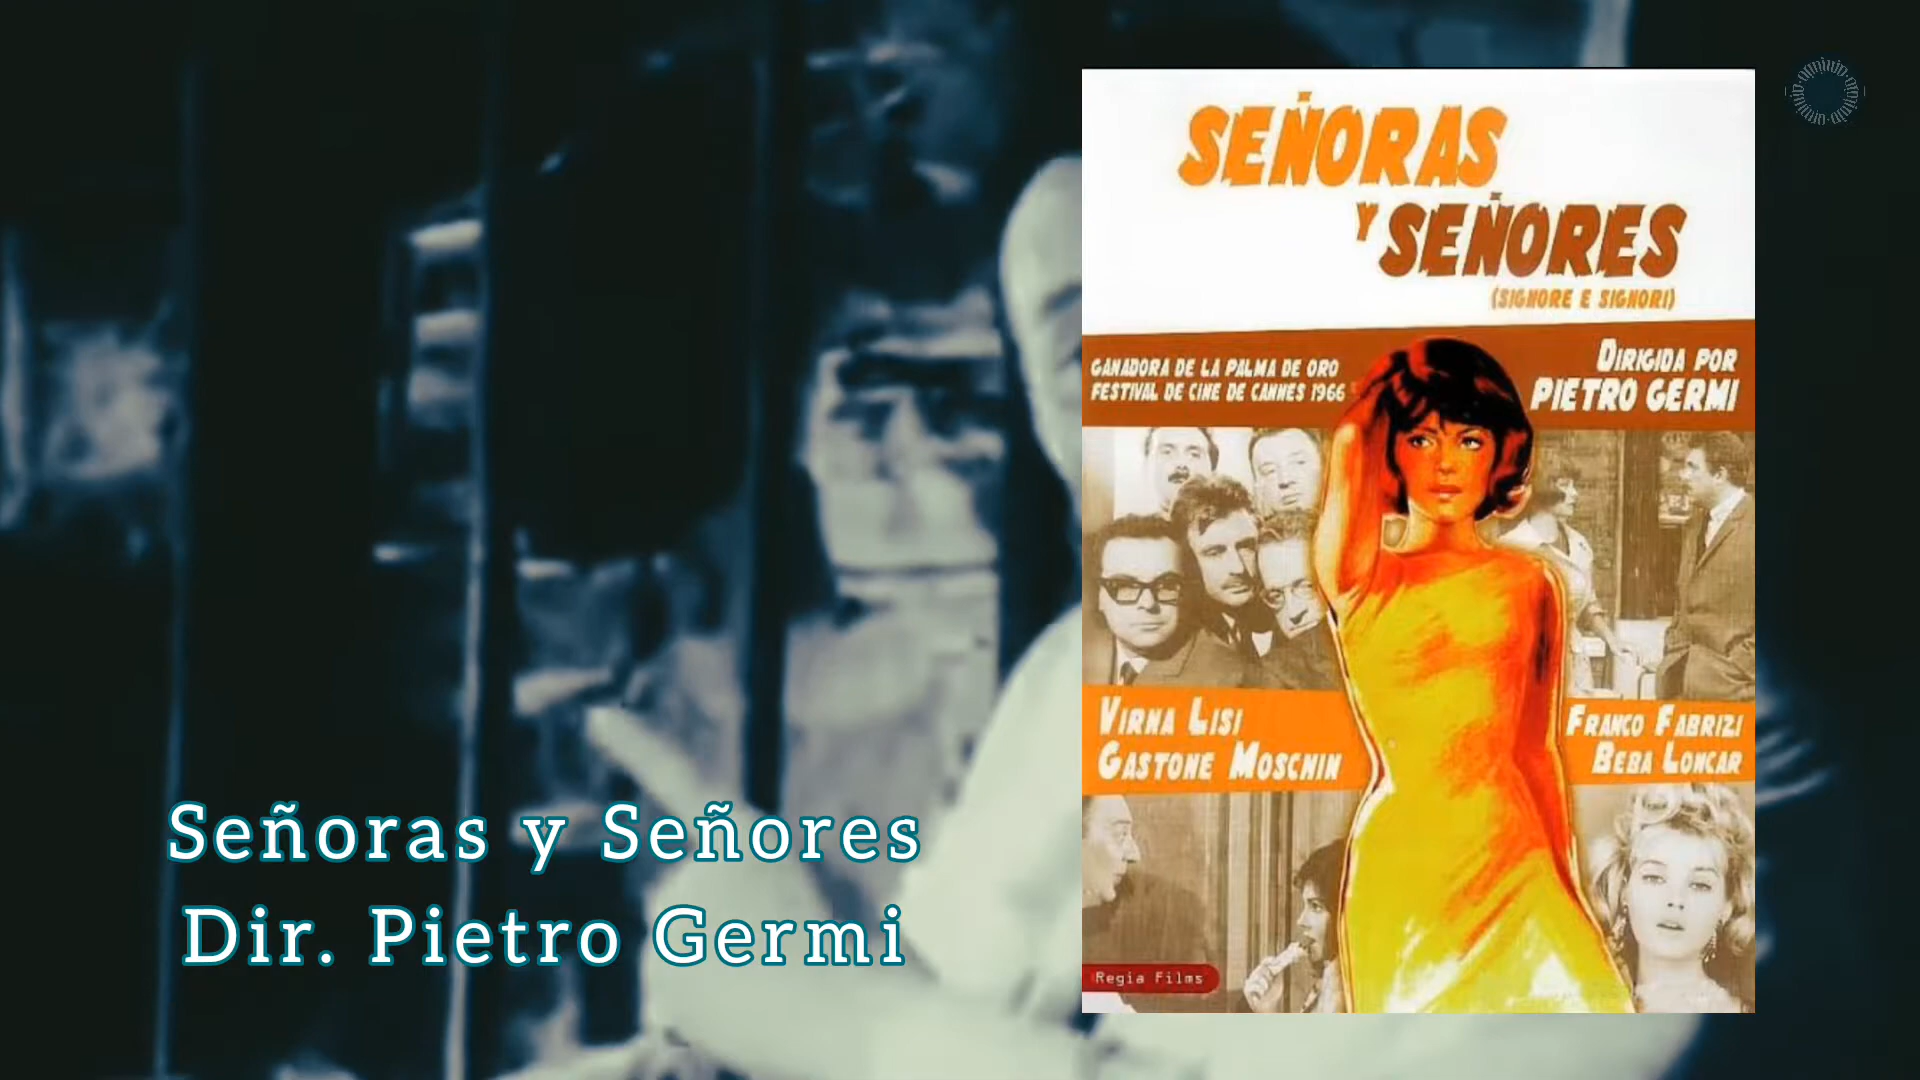 SEÑORAS
Y SEÑORES
(SIGNORE E SIGNORI)
GANADORA DE LA PALMA DE ORO
FESTIVAL DE CINE DE CANNES 1966
DIRIGIDA POR
PIETRO GERMI
VIRNA LISI
GASTONE MOSCHIN
FRANCO FABRIZI
BEBA LONCAR
Regia Films
Señoras y Señores
Dir. Pietro Germi